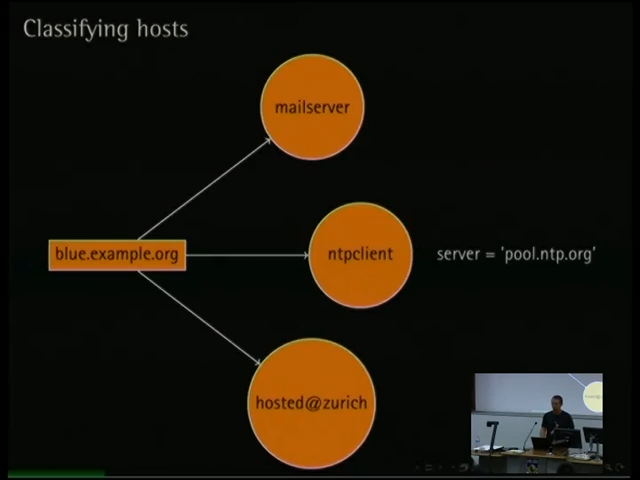 Classifying hosts
mailserver
blue.example.org
ntpclient
server = 'pool.ntp.org'
hosted@zurich